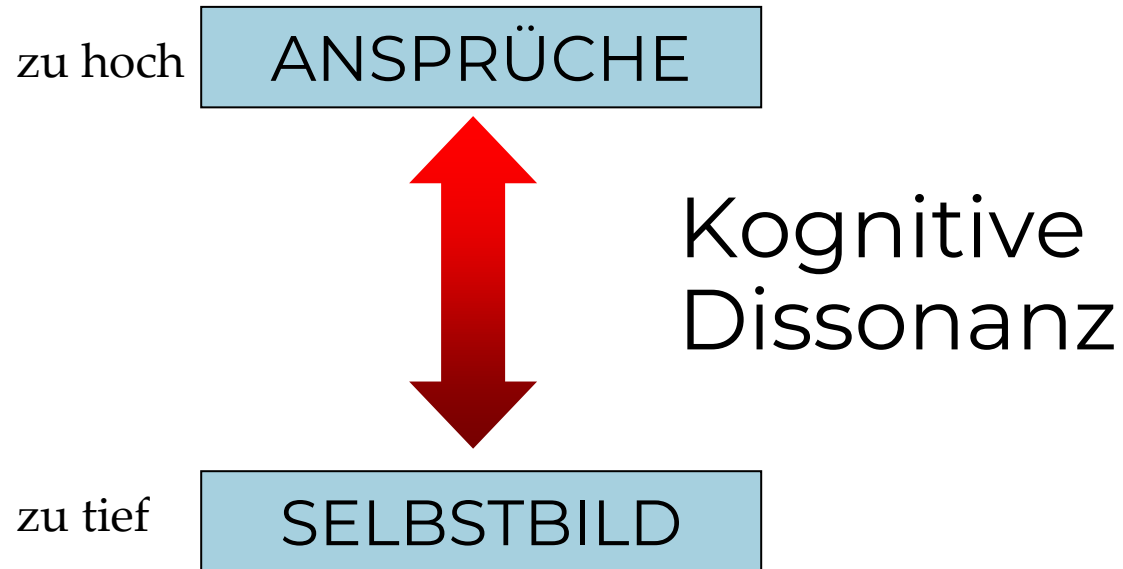 zu hoch ANSPRÜCHE
Kognitive
Dissonanz
zu tief SELBSTBILD